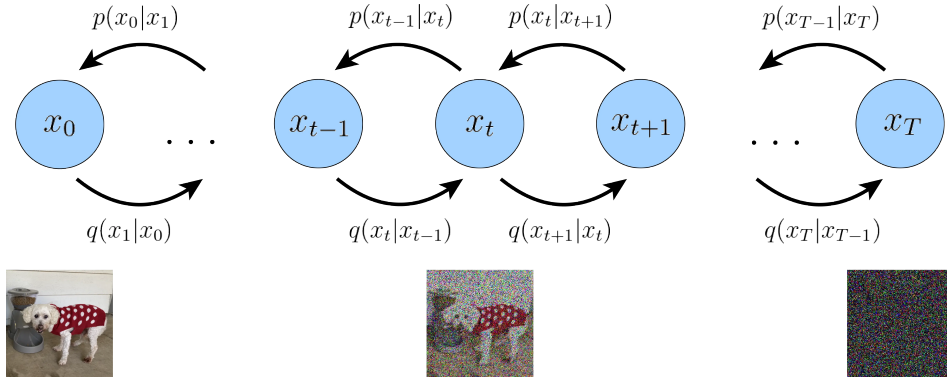 p(x_0|x_1) p(x_{t−1}|x_t) p(x_t|x_{t+1}) p(x_{T−1}|x_T)
x_0 . . . x_{t−1} x_t x_{t+1} . . . x_T
q(x_1|x_0) q(x_t|x_{t−1}) q(x_{t+1}|x_t) q(x_T|x_{T−1})